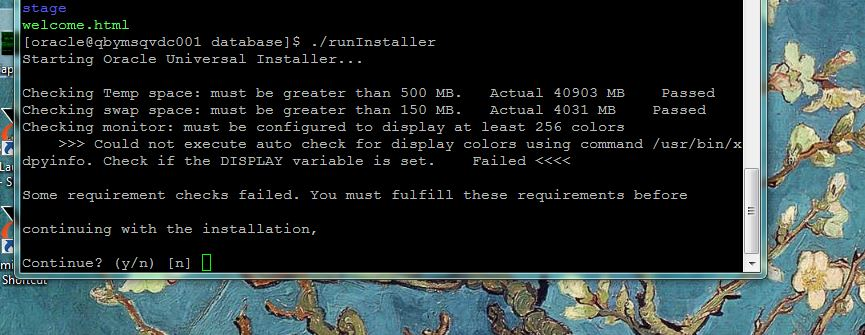 stage
welcome.html
[oracle@qbymsqvdc001 database]$ ./runInstaller
Starting Oracle Universal Installer...
Checking Temp space: must be greater than 500 MB.   Actual 40903 MB    Passed
Checking swap space: must be greater than 150 MB.   Actual 4031 MB    Passed
Checking monitor: must be configured to display at least 256 colors
    >>> Could not execute auto check for display colors using command /usr/bin/x
dpyinfo. Check if the DISPLAY variable is set.    Failed <<<<
Some requirement checks failed. You must fulfill these requirements before
continuing with the installation,
Continue? (y/n) [n]
Shortcut